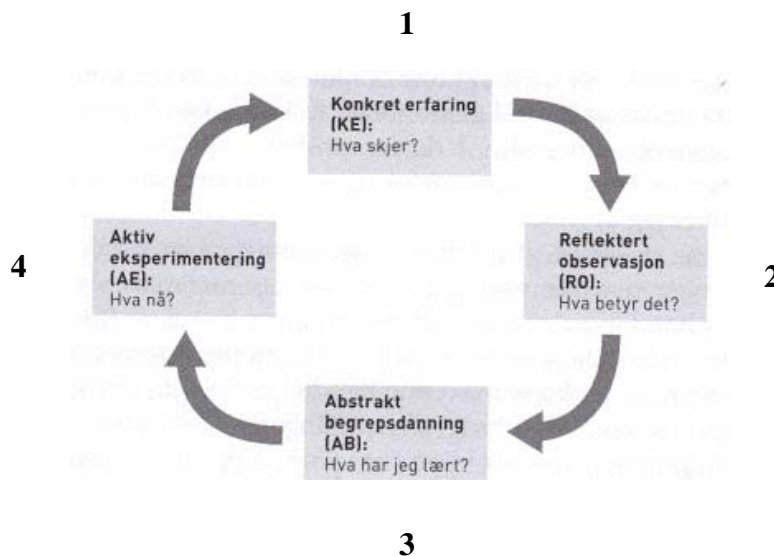 1
Konkret erfaring
(KE):
Hva skjer?
Reflektert
observasjon
(RO):
Hva betyr det?
2
3
Abstrakt
begrepsdanning
(AB):
Hva har jeg lært?
4
Aktiv
eksperimentering
(AE):
Hva nå?